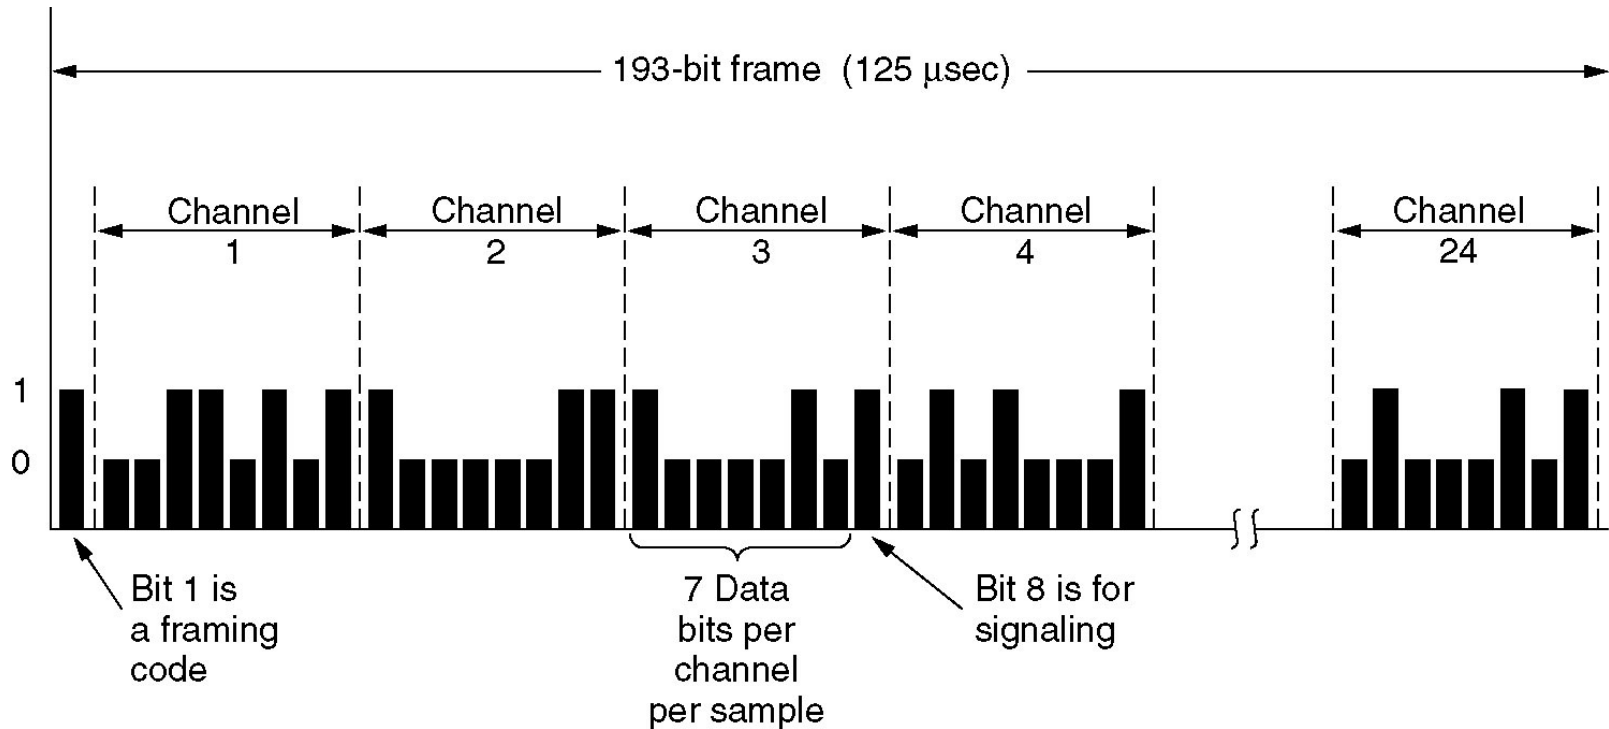 193-bit frame (125 μsec)
Channel
1
Channel
2
Channel
3
Channel
4
Channel
24
1
0
Bit 1 is
a framing
code
7 Data
bits per
channel
per sample
Bit 8 is for
signaling